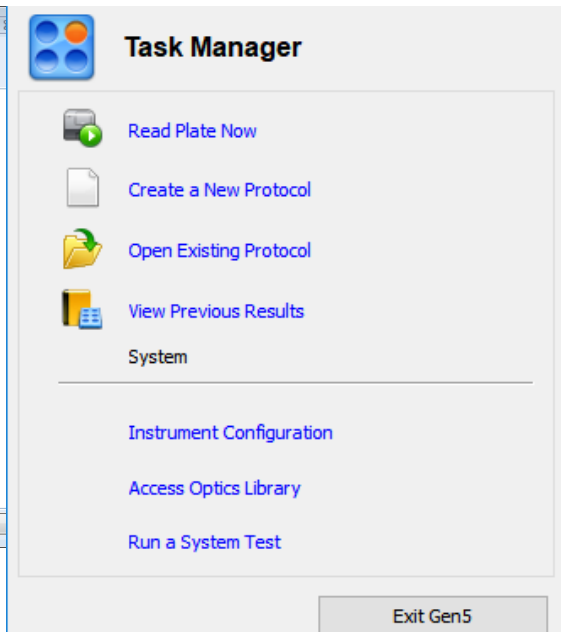 Task Manager
Read Plate Now
Create a New Protocol
Open Existing Protocol
View Previous Results
System
Instrument Configuration
Access Optics Library
Run a System Test
Exit Gen5